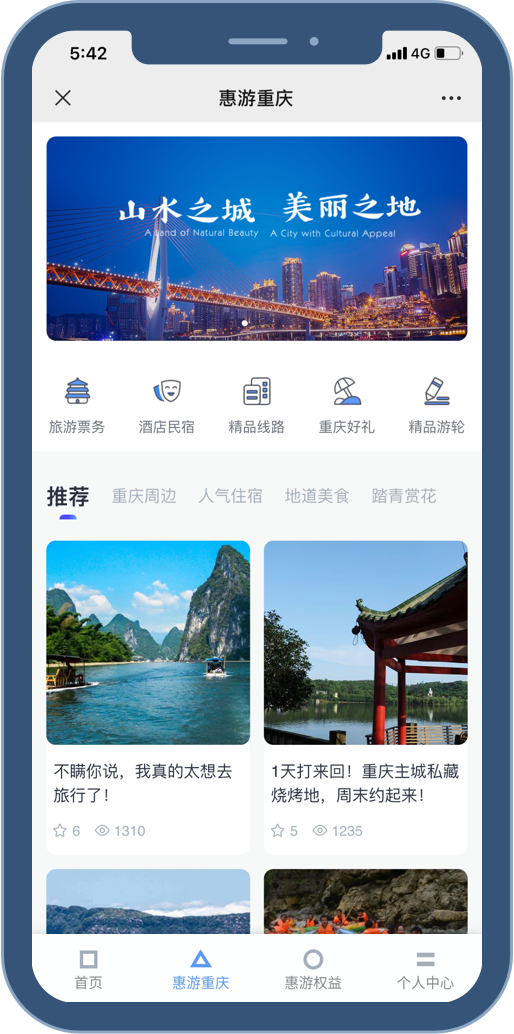 5:42
4G
惠游重庆
山水之城 美丽之地
A Land of Natural Beauty A City with Cultural Appeal
旅游票务 酒店民宿 精品线路 重庆好礼 精品游轮
推荐 重庆周边 人气住宿 地道美食 踏青赏花
不瞒你说，我真的太想去
旅行了！
6 1310
1天打来回！重庆主城私藏
烧烤地，周末约起来！
5 1235
首页 惠游重庆 惠游权益 个人中心